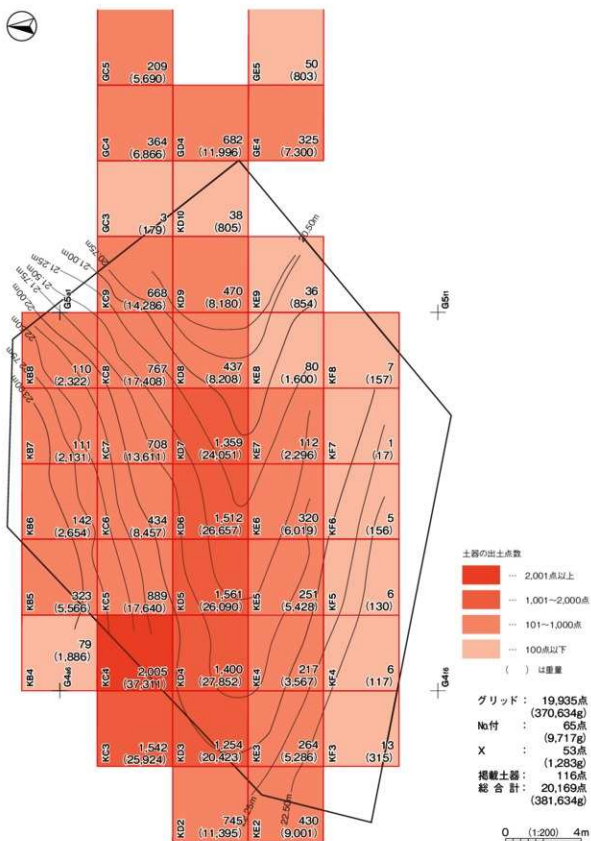 GC5
209
(5,690)
GE5
50
(803)
GC4
364
(6,866)
GD4
682
(11,996)
GE4
325
(7,300)
GC3
3
(179)
KD10
38
(805)
20.50m
20.75m
21.00m
21.25m
21.50m
21.75m
22.00m
KC9
668
(14,286)
KD9
470
(8,180)
KE9
36
(854)
G5a1
G5f1
KB8
110
(2,322)
KC8
767
(17,408)
KD8
437
(8,208)
KE8
80
(1,600)
KF8
7
(157)
KB7
111
(2,131)
KC7
708
(13,611)
KD7
1,359
(24,051)
KE7
112
(2,296)
KF7
1
(17)
KB6
142
(2,654)
KC6
434
(8,457)
KD6
1,512
(26,657)
KE6
320
(6,019)
KF6
5
(156)
KB5
323
(5,566)
KC5
889
(17,640)
KD5
1,561
(26,090)
KE5
251
(5,428)
KF5
6
(130)
KB4
79
(1,886)
G4a6
KC4
2,005
(37,311)
KD4
1,400
(27,852)
KE4
217
(3,567)
KF4
6
(117)
G4f6
KC3
1,542
(25,924)
KD3
1,254
(20,423)
KE3
264
(5,286)
KF3
13
(315)
22.25m
22.50m
KD2
745
(11,395)
KE2
430
(9,001)
土器の出土点数
… 2,001点以上
… 1,001～2,000点
… 101～1,000点
… 100点以下
( ) は重量
グリッド： 19,935点
(370,634g)
No.付 ： 65点
(9,717g)
X ： 53点
(1,283g)
掲載土器： 116点
総合計： 20,169点
(381,634g)
0 (1:200) 4m